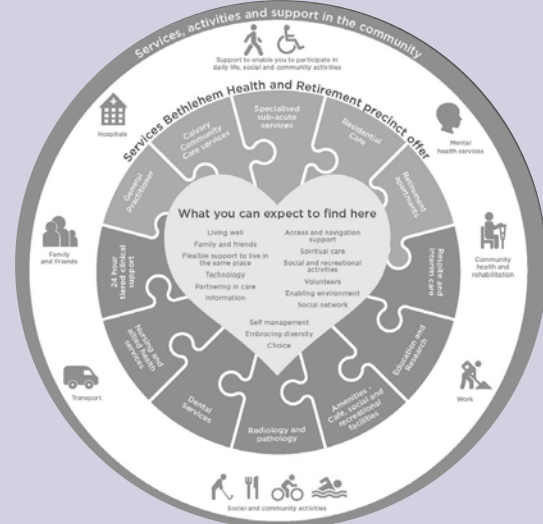 Services, activities and support in the community
Support to enable you to participate in
daily life, social and community activities
Services Bethlehem Health and Retirement precinct offer
Hospitals
Mental
health services
Family
and Friends
Community
health and
rehabilitation
Transport
Work
Social and community activities
General
Practitioner
Calvary
Community
Care services
Specialised
sub-acute
services
Residential
Care
Retirement
apartments
Respite and
interim care
Education and
Research
Amenities -
Cafe, social and
recreational
facilities
Radiology and
pathology
Dental
Services
Nursing and
allied health
services
24 hour
tiered clinical
support
What you can expect to find here
Living well
Family and friends
Flexible support to live in
the same place
Technology
Partnering in care
Information
Access and navigation
support
Spiritual care
Social and recreational
activities
Volunteers
Enabling environment
Social network
Self management
Embracing diversity
Choice